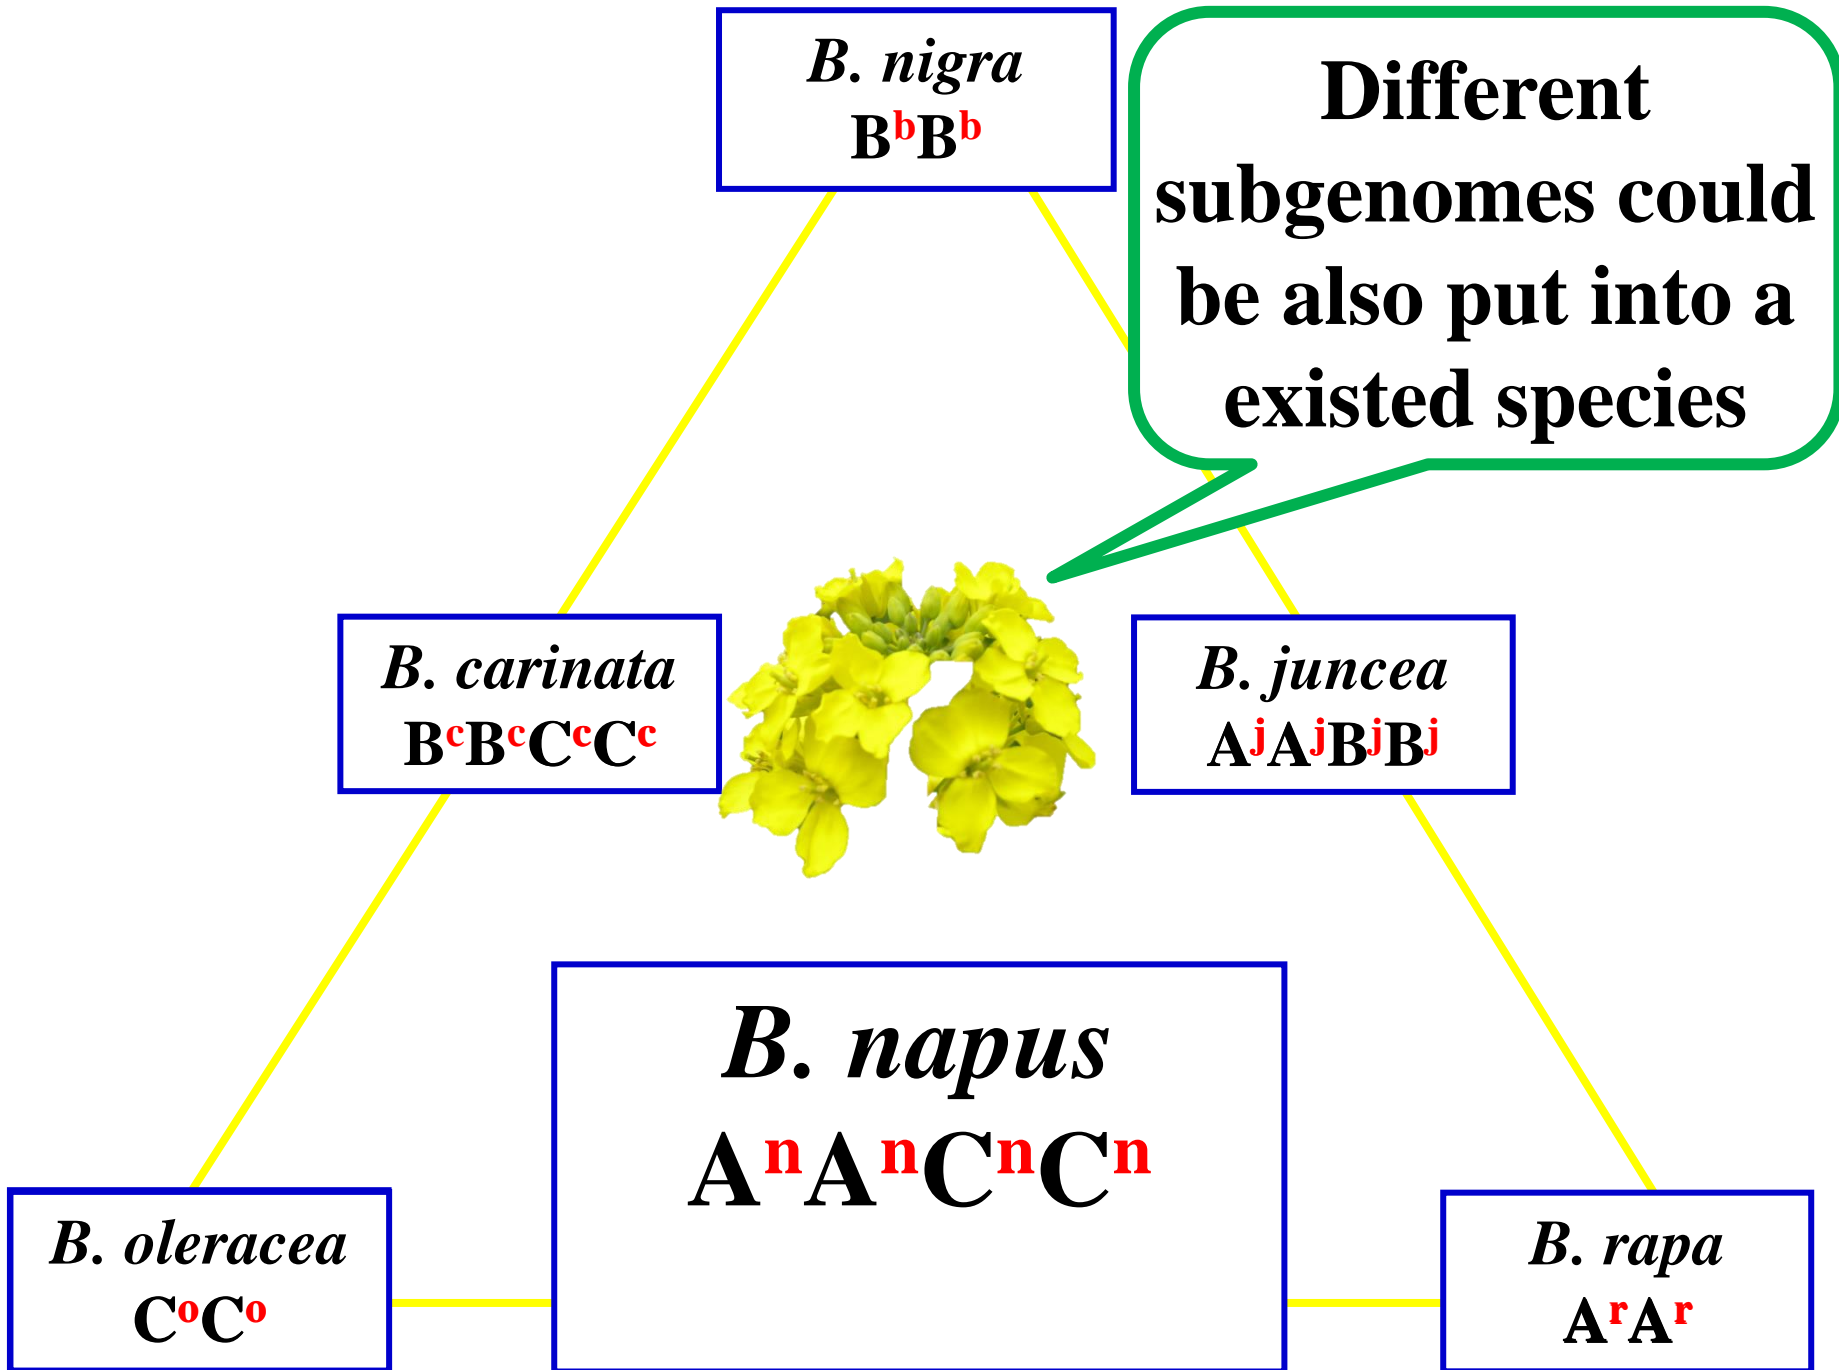 B. nigra
BᵇBᵇ
Different
subgenomes could
be also put into a
existed species
B. carinata
BᶜBᶜCᶜCᶜ
B. juncea
AʲAʲBʲBʲ
B. napus
AⁿAⁿCⁿCⁿ
B. oleracea
CᵒCᵒ
B. rapa
AʳAʳ